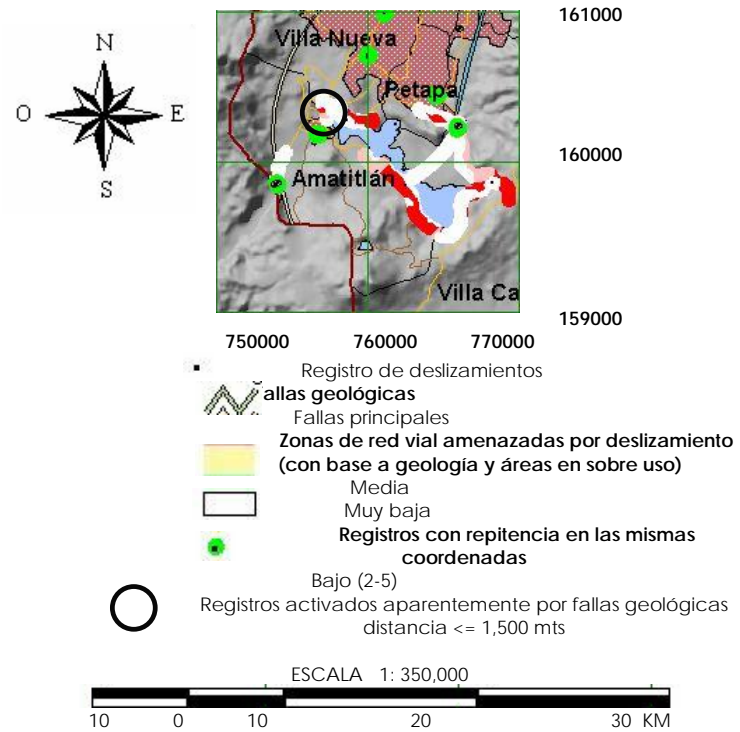 161000
Villa Nueva
N
Petapa
O
E
S
160000
Amatitlán
Villa Ca
159000
750000 760000 770000
Registro de deslizamientos
allas geológicas
Fallas principales
Zonas de red vial amenazadas por deslizamiento
(con base a geología y áreas en sobre uso)
Media
Muy baja
Registros con repitencia en las mismas
coordenadas
Bajo (2-5)
Registros activados aparentemente por fallas geológicas
distancia <= 1,500 mts
ESCALA 1: 350,000
10 0 10 20 30 KM